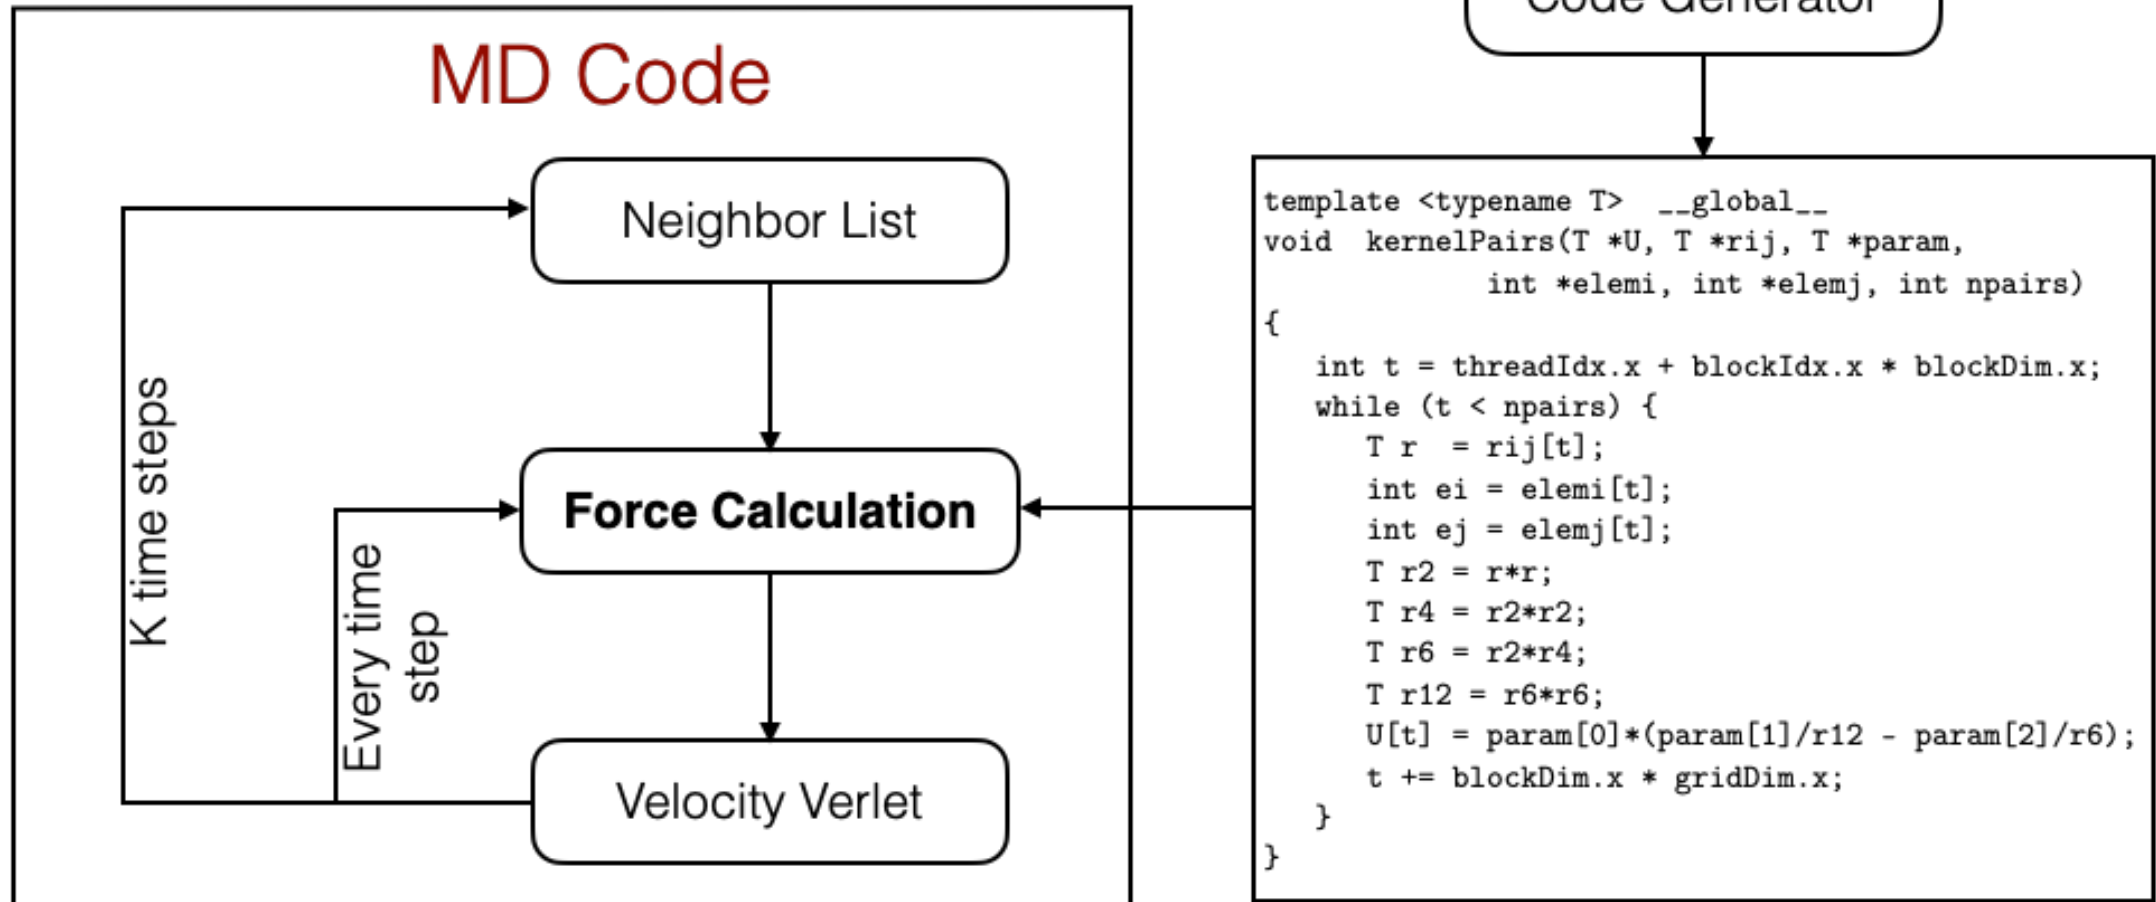 MD Code
Neighbor List
Force Calculation
Velocity Verlet
K time steps
Every time
step
Code Generator
template <typename T>  __global__
void  kernelPairs(T *U, T *rij, T *param,
             int *elemi, int *elemj, int npairs)
{
   int t = threadIdx.x + blockIdx.x * blockDim.x;
   while (t < npairs) {
      T r  = rij[t];
      int ei = elemi[t];
      int ej = elemj[t];
      T r2 = r*r;
      T r4 = r2*r2;
      T r6 = r2*r4;
      T r12 = r6*r6;
      U[t] = param[0]*(param[1]/r12 - param[2]/r6);
      t += blockDim.x * gridDim.x;
   }
}